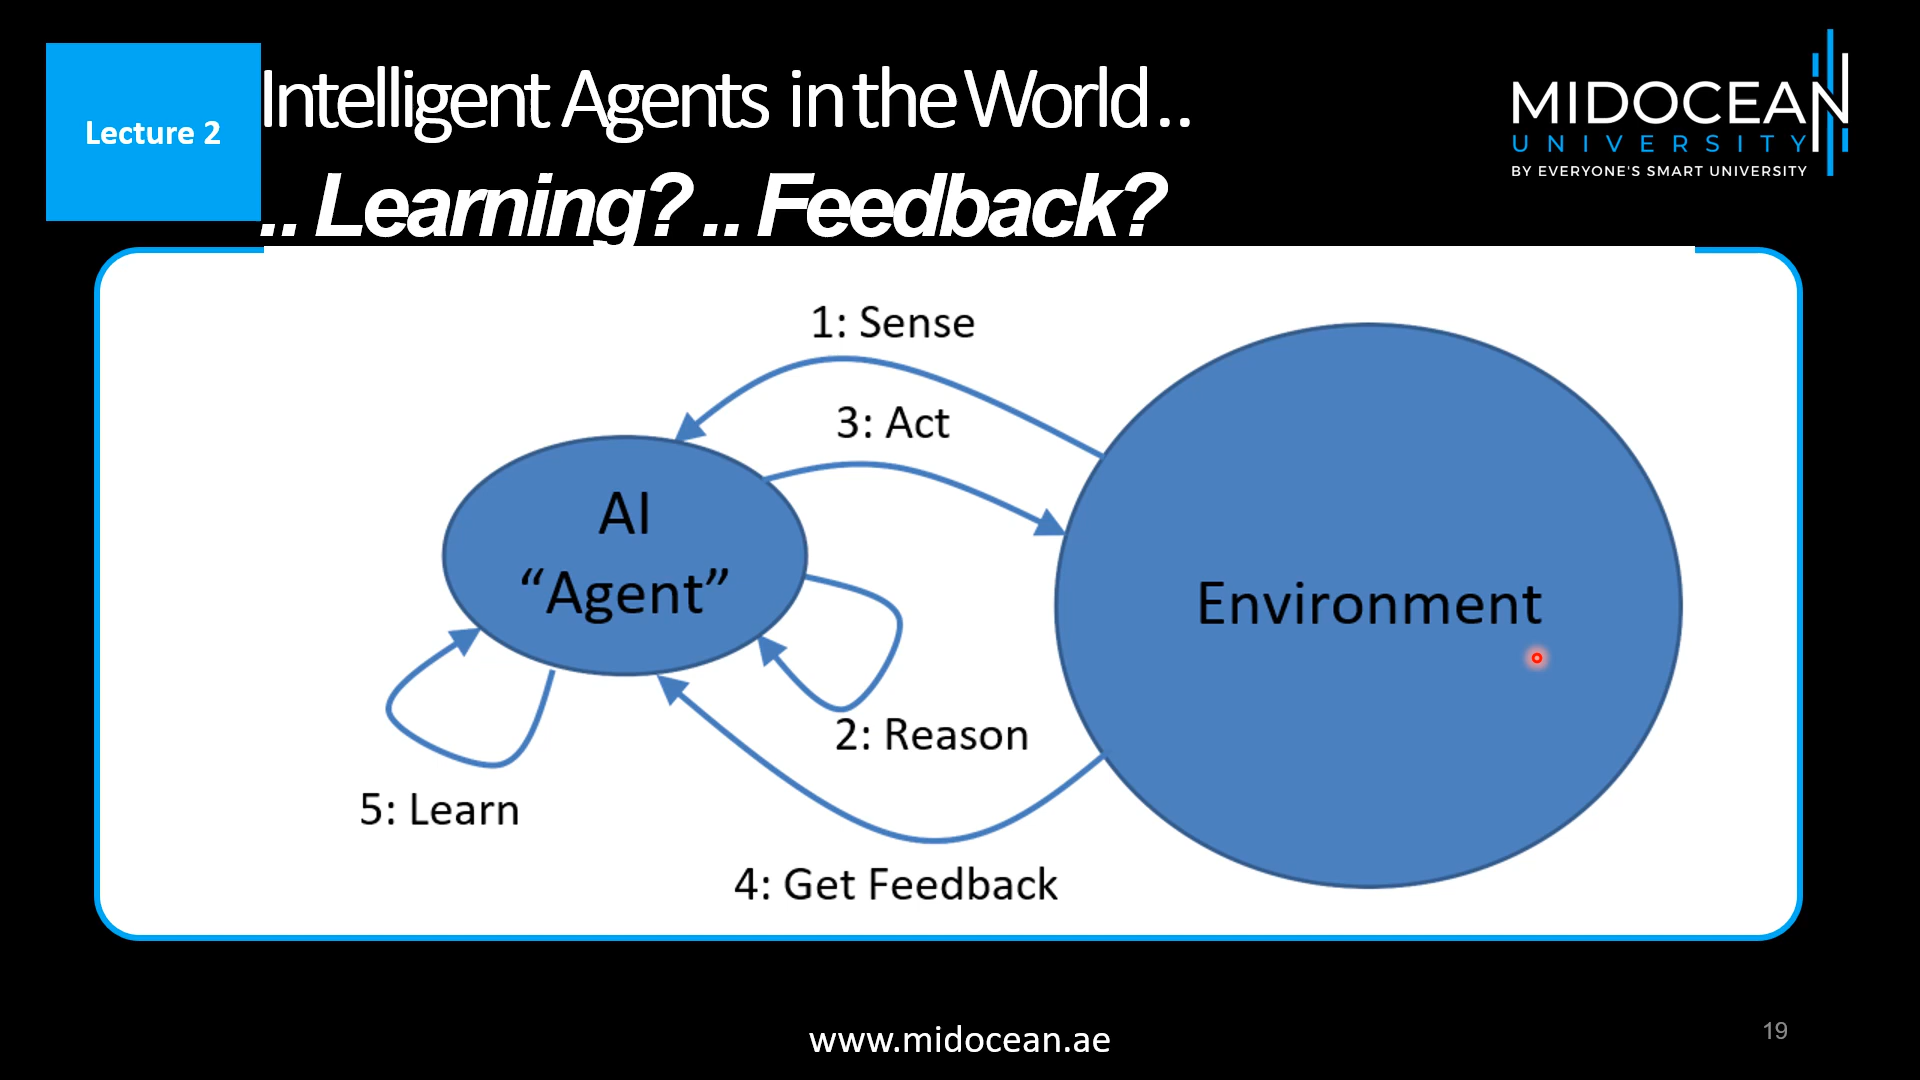 Lecture 2
Intelligent Agents in the World..
.. Learning? .. Feedback?
MIDOCEAN
UNIVERSITY
BY EVERYONE'S SMART UNIVERSITY
1: Sense
3: Act
AI
“Agent”
Environment
2: Reason
5: Learn
4: Get Feedback
www.midocean.ae
19